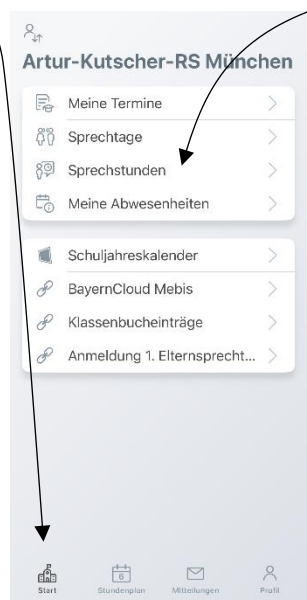 Artur-Kutscher-RS München
Meine Termine
Sprechtage
Sprechstunden
Meine Abwesenheiten
Schuljahreskalender
BayernCloud Mebis
Klassenbucheinträge
Anmeldung 1. Elternsprecht...
6
Start Stundenplan Mitteilungen Profil